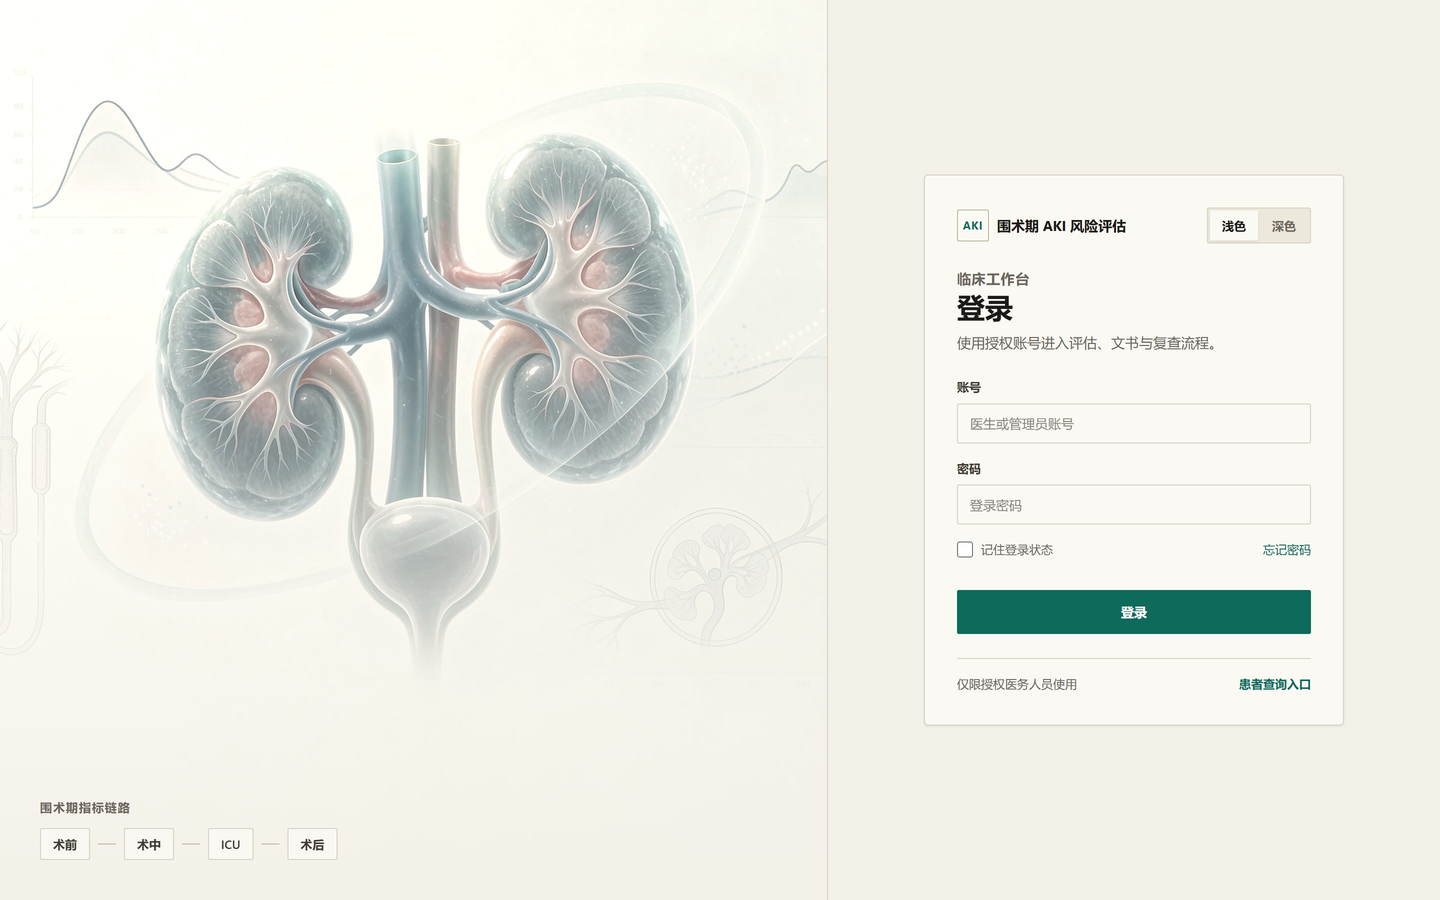 围术期指标链路
术前
术中
ICU
术后
AKI
围术期 AKI 风险评估
浅色
深色
临床工作台
登录
使用授权账号进入评估、文书与复查流程。
账号
医生或管理员账号
密码
登录密码
记住登录状态
忘记密码
登录
仅限授权医务人员使用
患者查询入口